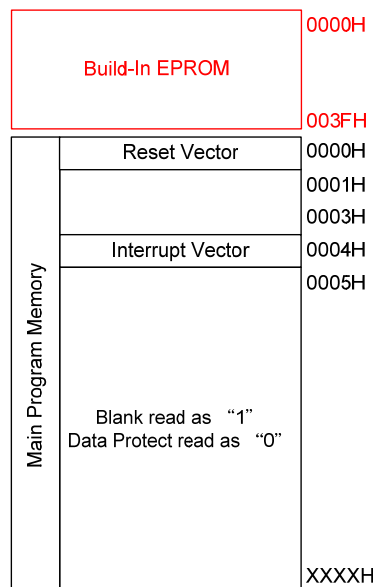 0000H
Build-In EPROM
003FH
Reset Vector
0000H
0001H
0003H
Interrupt Vector
0004H
0005H
Main Program Memory
Blank read as “1”
Data Protect read as “0”
XXXXH